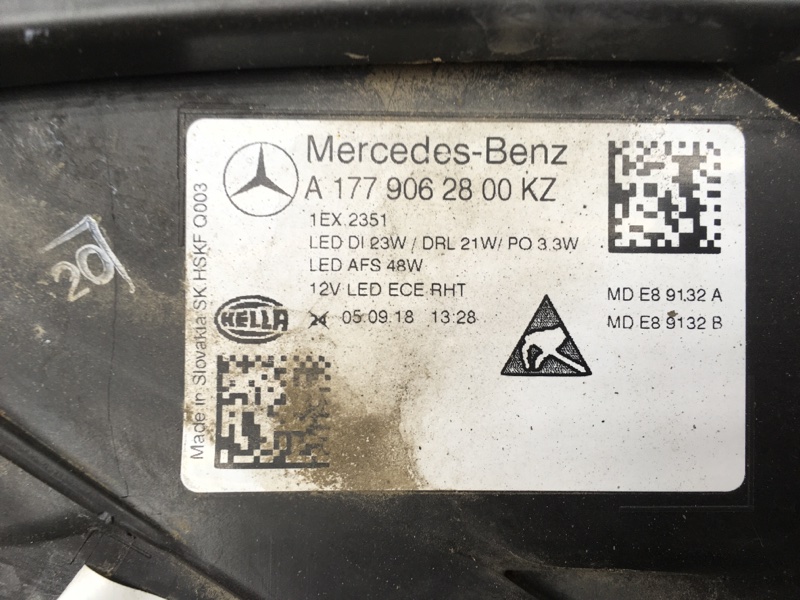 Mercedes-Benz
A 177 906 28 00 KZ
1EX 2351
LED DI 23W / DRL 21W/ PO 3.3W
LED AFS 48W
12V LED ECE RHT
HELLA 05.09.18 13:28
MD E8 9132 A
MD E8 9132 B
Made in Slovakia SK HSKF Q003
20